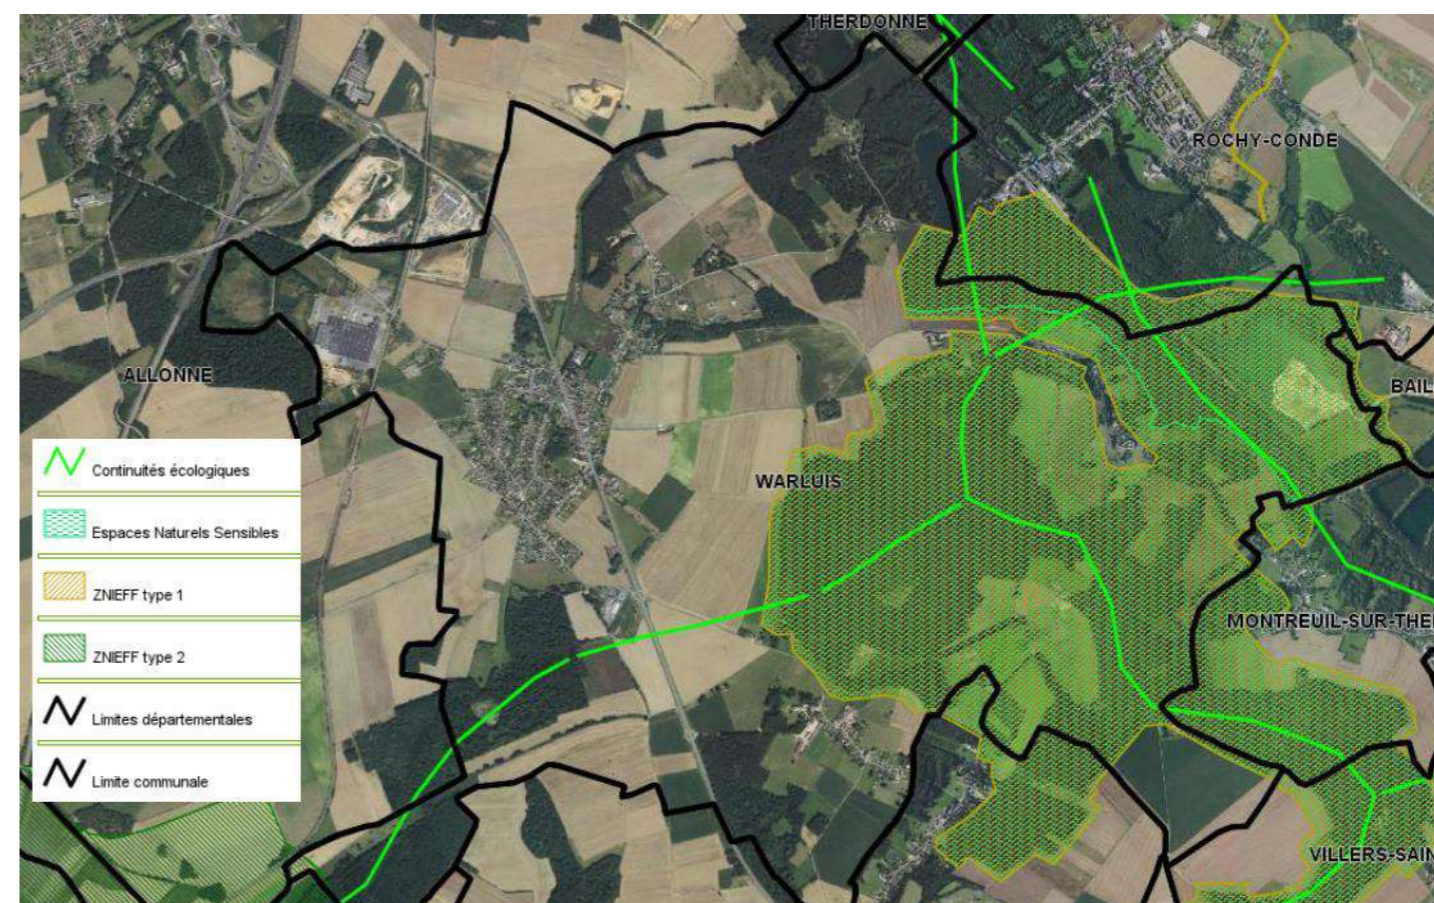 THERDONNE
ROCHY-CONDE
ALLONNE
BAIL
WARLUIS
MONTREUIL-SUR-THE
VILLERS-SAIN
Continuités écologiques
Espaces Naturels Sensibles
ZNIEFF type 1
ZNIEFF type 2
Limites départementales
Limite communale